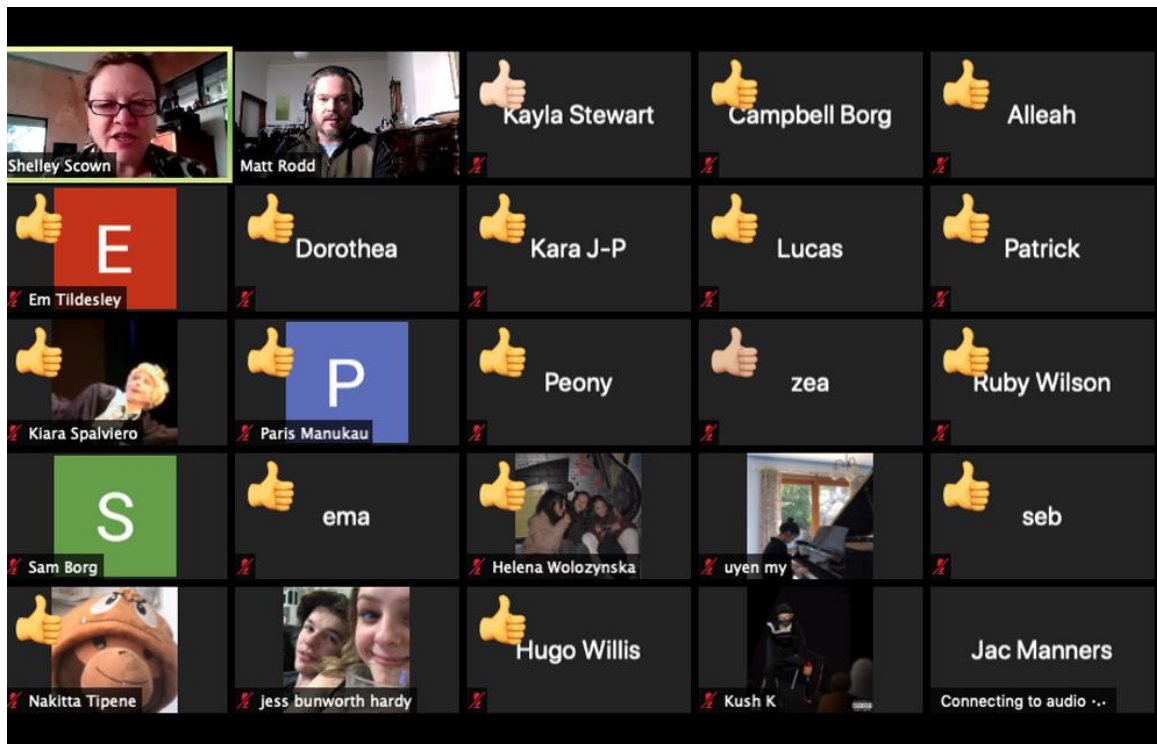 Shelley Scown
Matt Rodd
Kayla Stewart
Campbell Borg
Alleah
E
Em Tildesley
Dorothea
Kara J-P
Lucas
Patrick
Kiara Spalviero
P
Paris Manukau
Peony
zea
Ruby Wilson
S
Sam Borg
ema
Helena Wolozynska
uyen my
seb
Nakitta Tipene
jess bunworth hardy
Hugo Willis
Kush K
Jac Manners
Connecting to audio ...